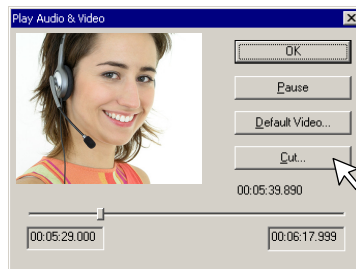 Play Audio & Video
OK
Pause
Default Video...
Cut...
00:05:39.890
00:05:29.000
00:06:17.999